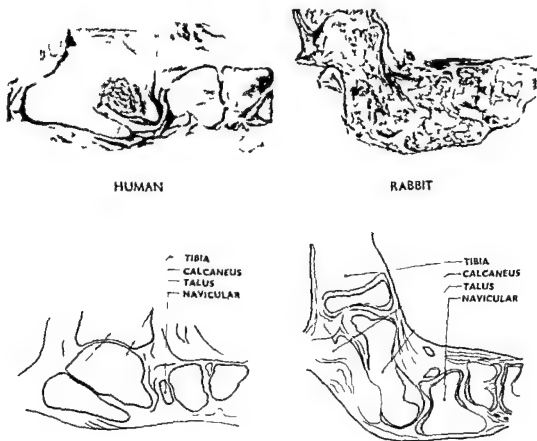 HUMAN
RABBIT
TIBIA
CALCANEUS
TALUS
NAVICULAR
TIBIA
CALCANEUS
TALUS
NAVICULAR